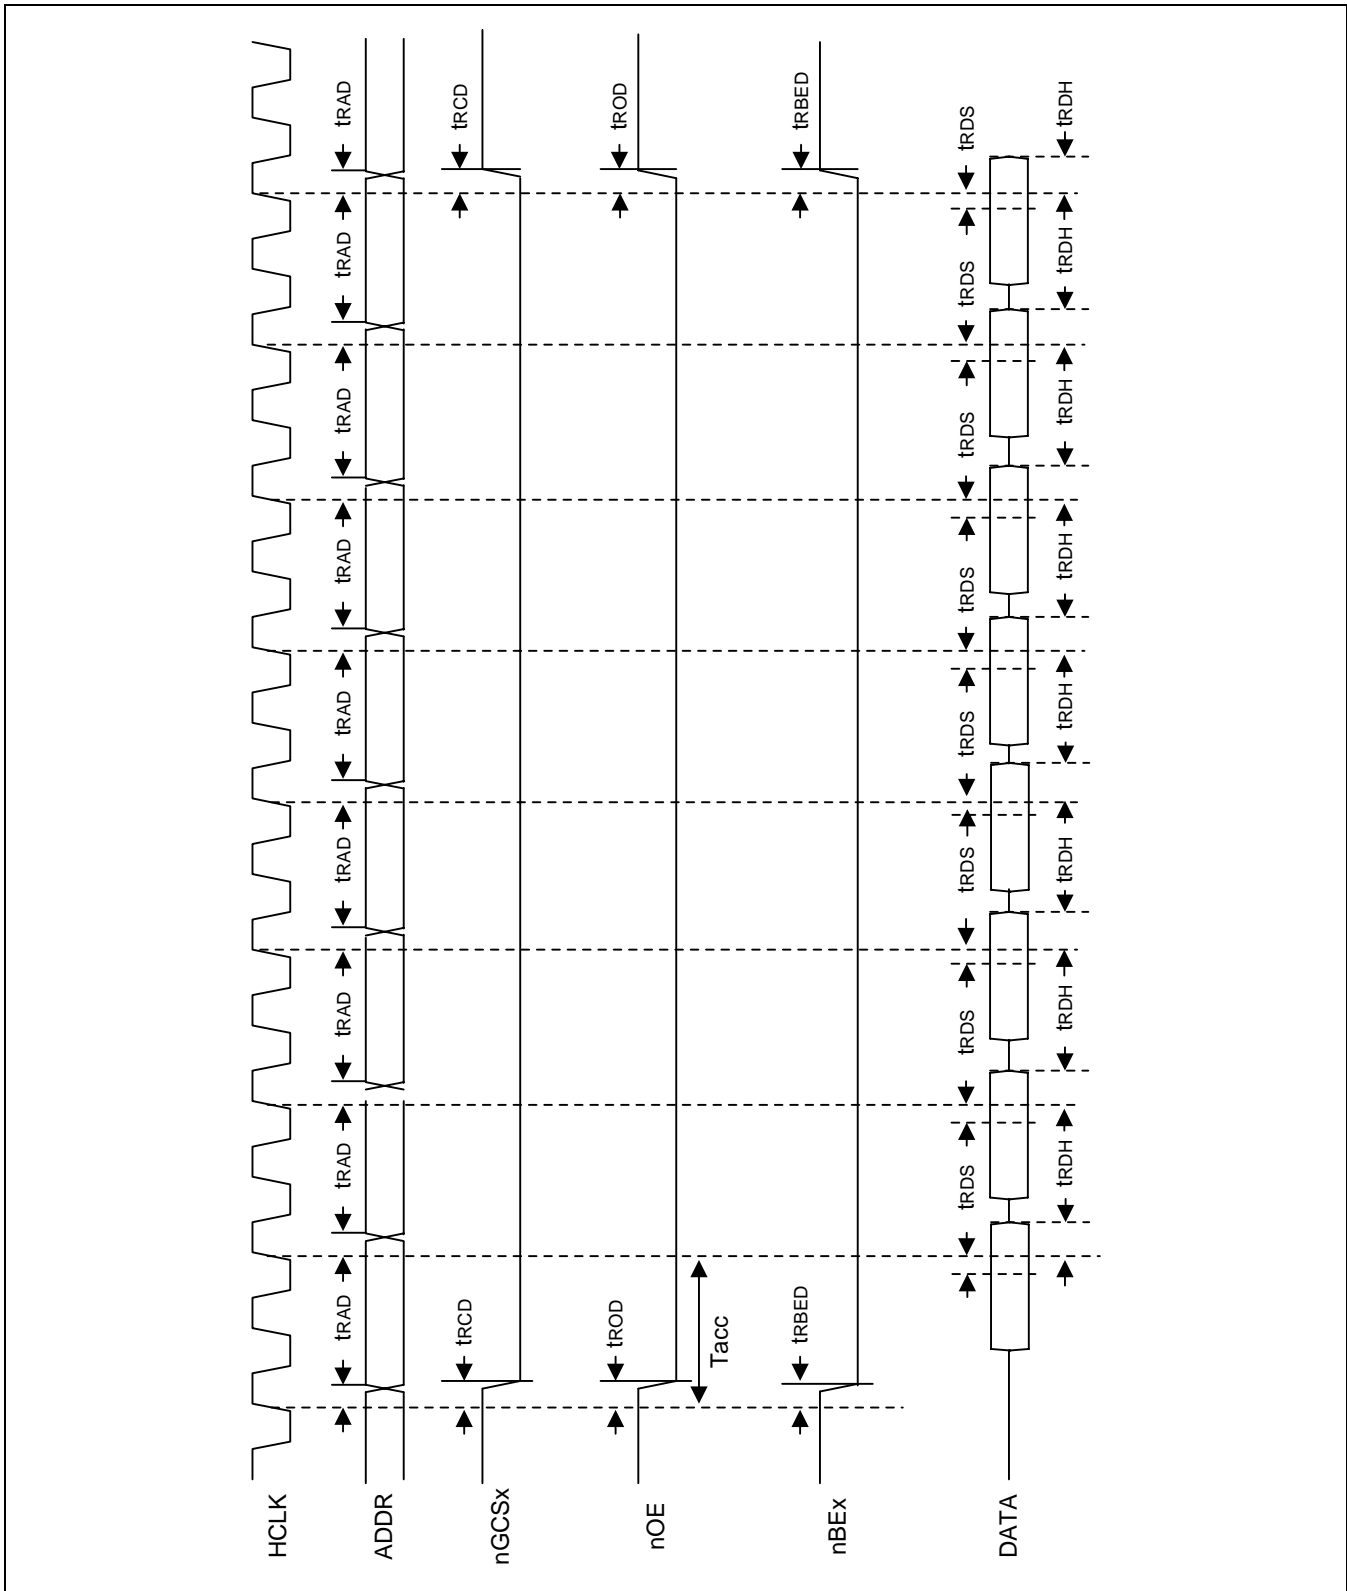 HCLK
tRAD tRAD tRAD tRAD tRAD tRAD tRAD tRAD tRAD
ADDR
tRCD tRCD
nGCSx
tROD tROD
nOE
Tacc
tRBED tRBED
nBEx
tRDS tRDS tRDS tRDS tRDS tRDS tRDS tRDS
DATA
tRDH tRDH tRDH tRDH tRDH tRDH tRDH tRDH